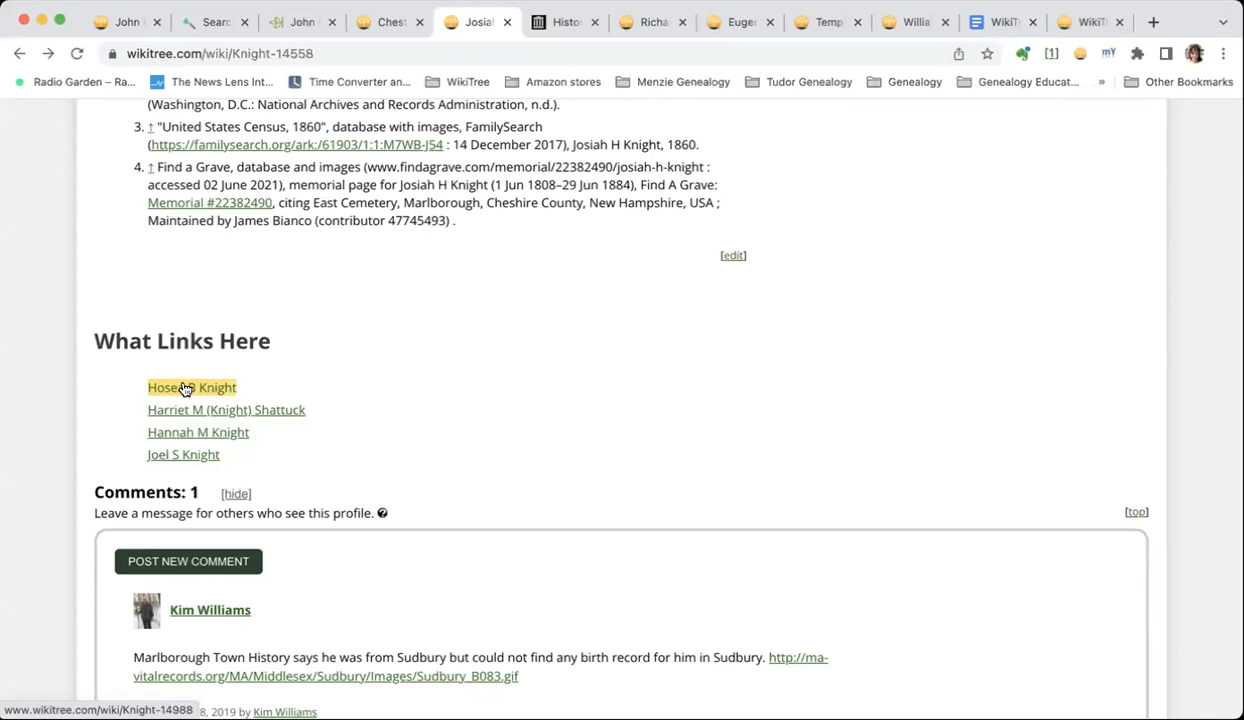 John
Searc
John
Chest
Josiah
Histo
Richa
Euger
Temp
Willia
WikiTr
WikiT
wikitree.com/wiki/Knight-14558
[1]
mY
Radio Garden – Ra...
The News Lens Int...
Time Converter an...
WikiTree
Amazon stores
Menzie Genealogy
Tudor Genealogy
Genealogy
Genealogy Educat...
»
Other Bookmarks
(Washington, D.C.: National Archives and Records Administration, n.d.).
3. ↑ "United States Census, 1860", database with images, FamilySearch
(https://familysearch.org/ark:/61903/1:1:M7WB-J54 : 14 December 2017), Josiah H Knight, 1860.
4. ↑ Find a Grave, database and images (www.findagrave.com/memorial/22382490/josiah-h-knight :
accessed 02 June 2021), memorial page for Josiah H Knight (1 Jun 1808–29 Jun 1884), Find A Grave:
Memorial #22382490, citing East Cemetery, Marlborough, Cheshire County, New Hampshire, USA ;
Maintained by James Bianco (contributor 47745493) .
[edit]
What Links Here
Hosea B Knight
Harriet M (Knight) Shattuck
Hannah M Knight
Joel S Knight
Comments: 1 [hide]
Leave a message for others who see this profile.
[top]
POST NEW COMMENT
Kim Williams
Marlborough Town History says he was from Sudbury but could not find any birth record for him in Sudbury. http://ma-
vitalrecords.org/MA/Middlesex/Sudbury/Images/Sudbury_B083.gif
www.wikitree.com/wiki/Knight-14988
8, 2019 by Kim Williams